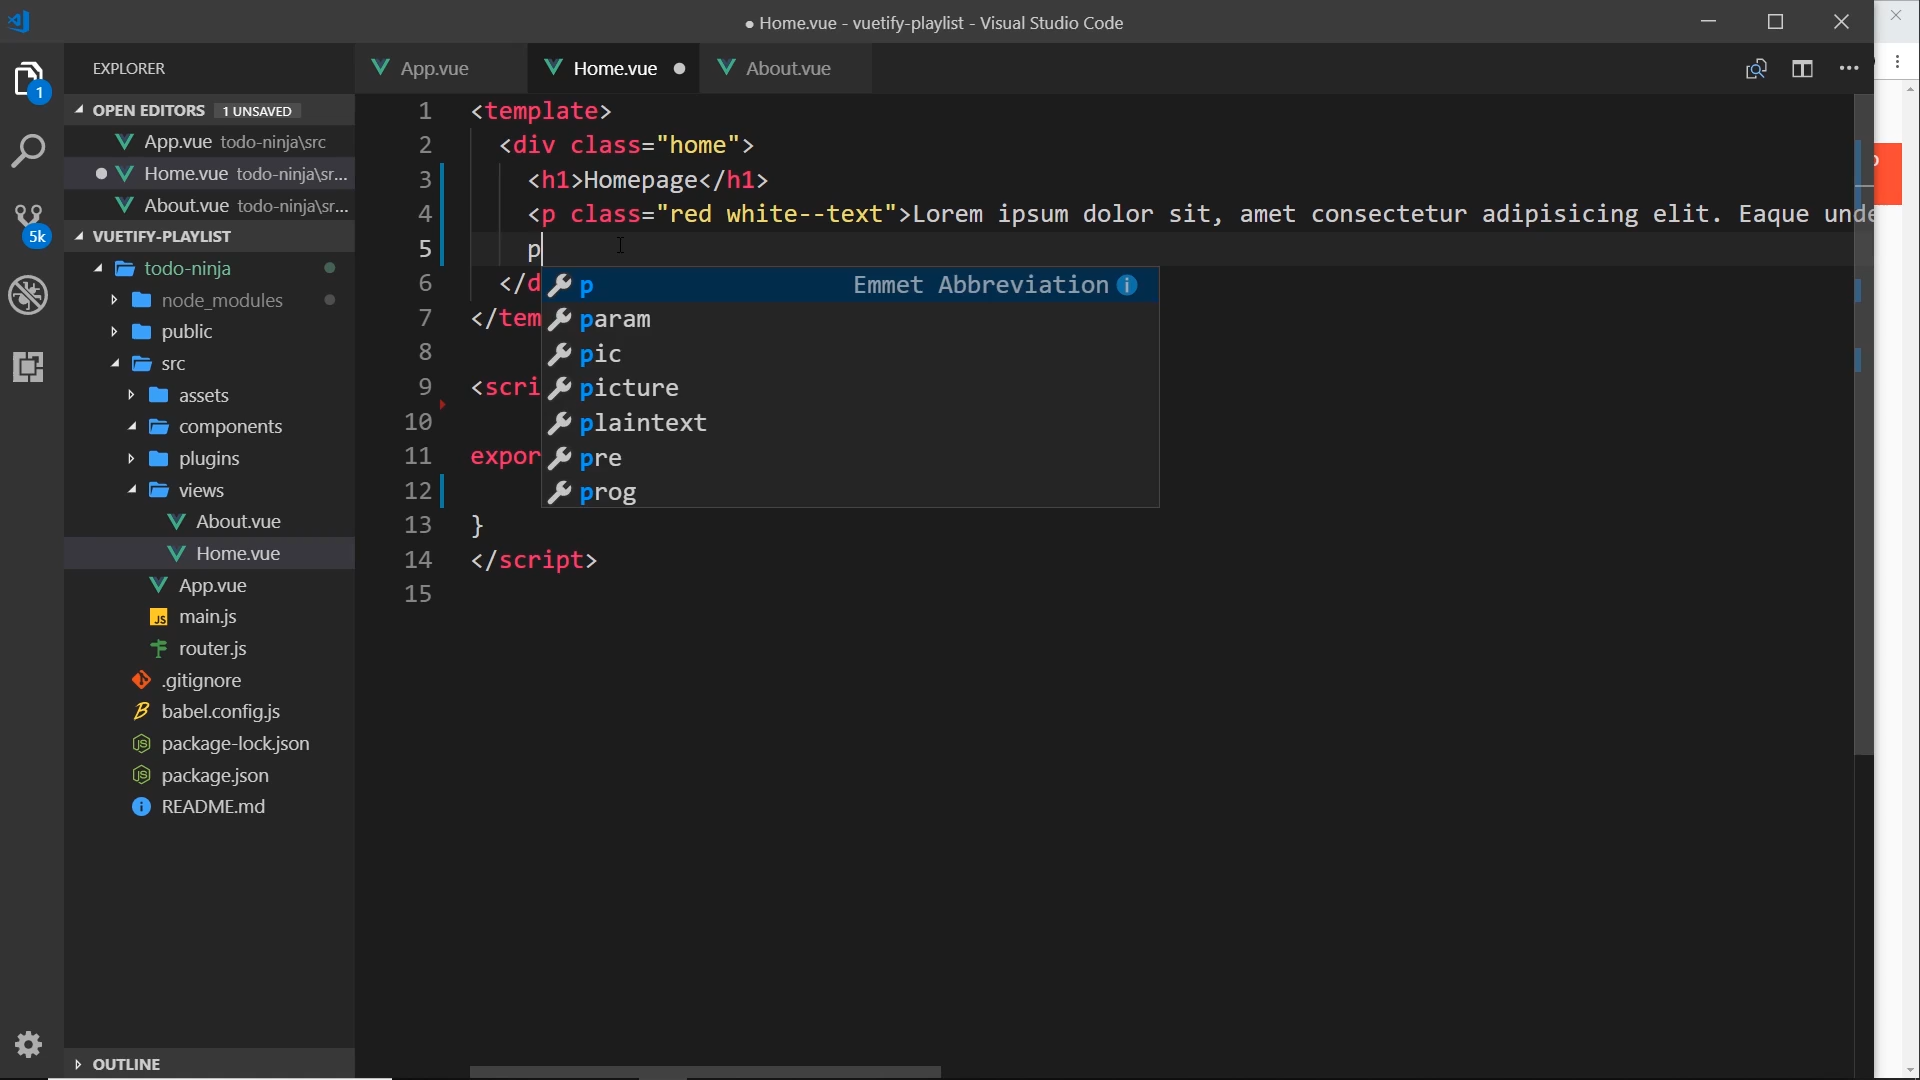 ● Home.vue - vuetify-playlist - Visual Studio Code
EXPLORER
App.vue
Home.vue
About.vue
1
OPEN EDITORS 1 UNSAVED
App.vue todo-ninja\src
Home.vue todo-ninja\sr...
About.vue todo-ninja\sr...
5k
VUETIFY-PLAYLIST
todo-ninja
node_modules
public
src
assets
components
plugins
views
About.vue
Home.vue
App.vue
JS main.js
router.js
.gitignore
babel.config.js
package-lock.json
package.json
README.md
OUTLINE
1 <template>
2 <div class="home">
3 <h1>Homepage</h1>
4 <p class="red white--text">Lorem ipsum dolor sit, amet consectetur adipisicing elit. Eaque unde
5 p
6 </d
7 </tem
8
9 <scri
10
11 expor
12
13 }
14 </script>
15
p Emmet Abbreviation
param
pic
picture
plaintext
pre
prog